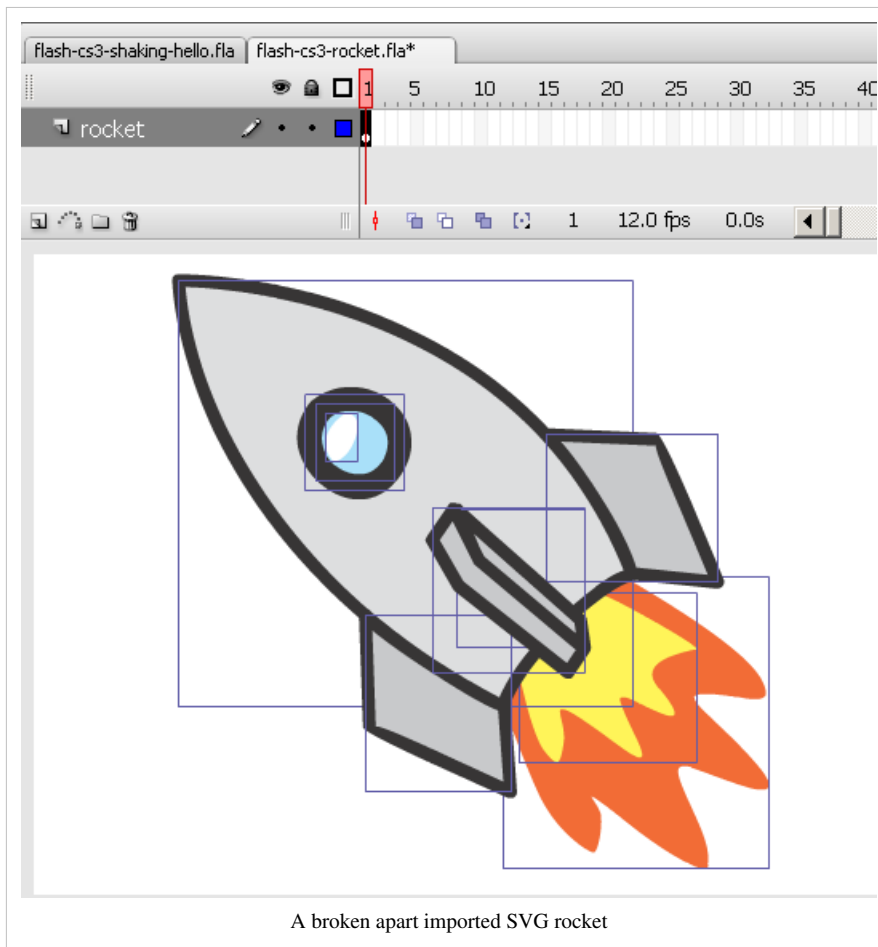 flash-cs3-shaking-hello.fla flash-cs3-rocket.fla*
1 5 10 15 20 25 30 35 40
rocket
1 12.0 fps 0.0s
A broken apart imported SVG rocket